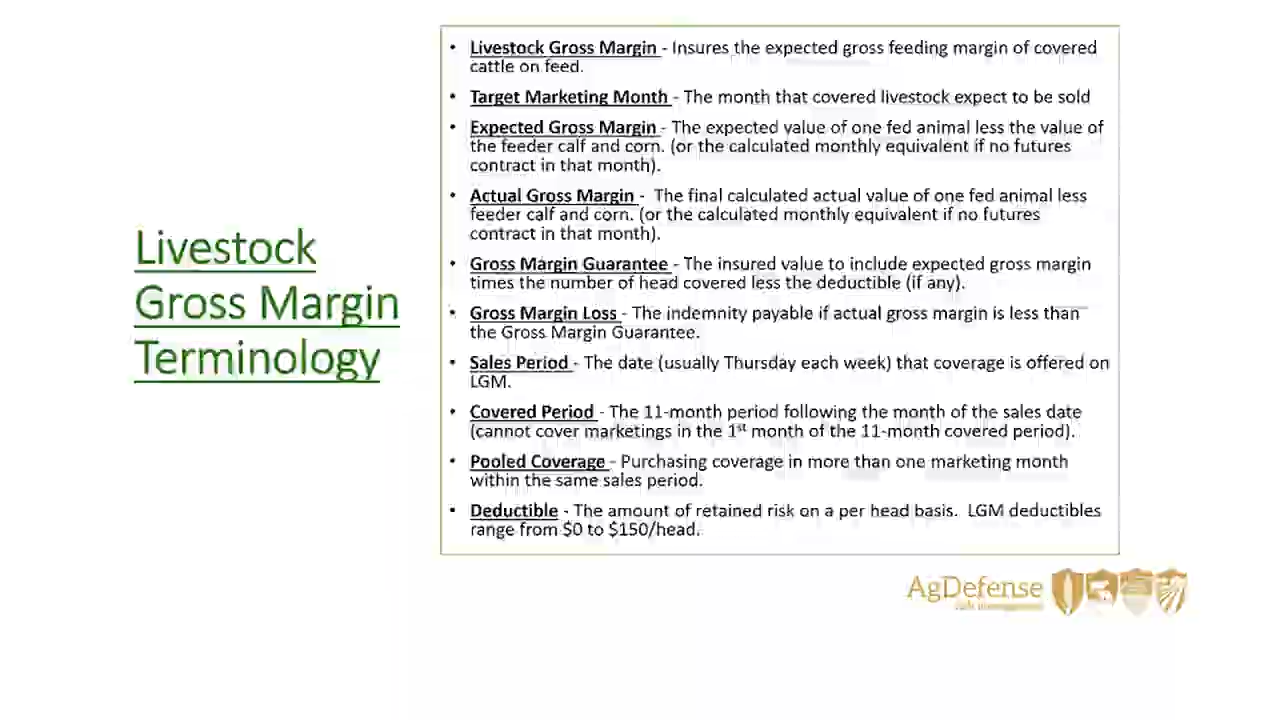 Livestock
Gross Margin
Terminology
• Livestock Gross Margin - Insures the expected gross feeding margin of covered
cattle on feed.
• Target Marketing Month - The month that covered livestock expect to be sold
• Expected Gross Margin - The expected value of one fed animal less the value of
the feeder calf and corn. (or the calculated monthly equivalent if no futures
contract in that month).
• Actual Gross Margin - The final calculated actual value of one fed animal less
feeder calf and corn. (or the calculated monthly equivalent if no futures
contract in that month).
• Gross Margin Guarantee - The insured value to include expected gross margin
times the number of head covered less the deductible (if any).
• Gross Margin Loss - The indemnity payable if actual gross margin is less than
the Gross Margin Guarantee.
• Sales Period - The date (usually Thursday each week) that coverage is offered on
LGM.
• Covered Period - The 11-month period following the month of the sales date
(cannot cover marketings in the 1st month of the 11-month covered period).
• Pooled Coverage - Purchasing coverage in more than one marketing month
within the same sales period.
• Deductible - The amount of retained risk on a per head basis. LGM deductibles
range from $0 to $150/head.
AgDefense